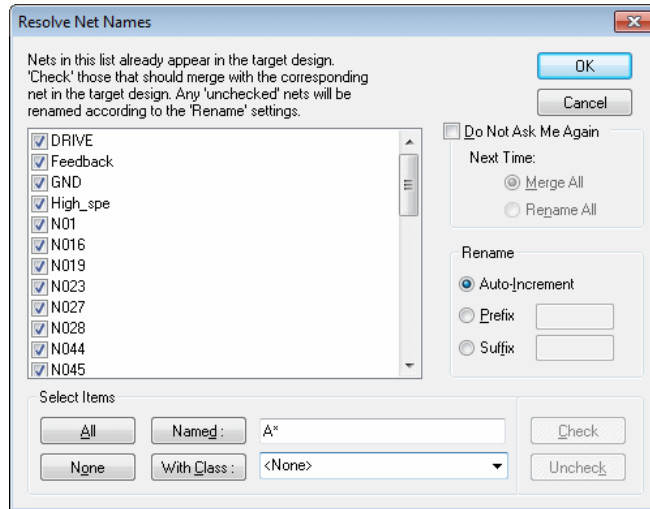 Resolve Net Names
Nets in this list already appear in the target design.
'Check' those that should merge with the corresponding
net in the target design. Any 'unchecked' nets will be
renamed according to the 'Rename' settings.
OK
Cancel
DRIVE
Feedback
GND
High_spe
N01
N016
N019
N023
N027
N028
N044
N045
Do Not Ask Me Again
Next Time:
Merge All
Rename All
Rename
Auto-Increment
Prefix
Suffix
Select Items
All
Named :
A*
Check
None
With Class :
<None>
Uncheck